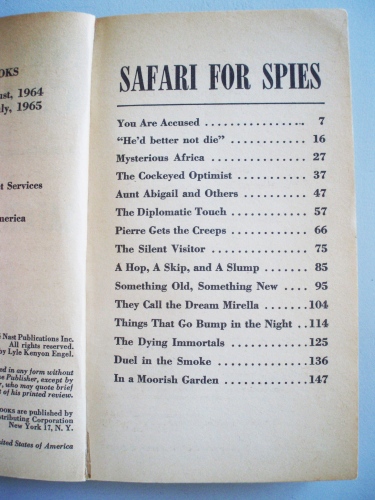 OOKS
ust, 1964
uly, 1965
t Services
merica
Nast Publications Inc.
All rights reserved.
by Lyle Kenyon Engel.
ed in any form without
e Publisher, except by
r, who may quote brief
t of his printed review.
OOKS are published by
tributing Corporation
New York 17, N. Y.
nited States of America
SAFARI FOR SPIES
You Are Accused . . . . . . . . . . . . . . . 7
"He'd better not die" . . . . . . . . . . . . 16
Mysterious Africa . . . . . . . . . . . . . . 27
The Cockeyed Optimist . . . . . . . . . . 37
Aunt Abigail and Others . . . . . . . . . 47
The Diplomatic Touch . . . . . . . . . . . 57
Pierre Gets the Creeps . . . . . . . . . . 66
The Silent Visitor . . . . . . . . . . . . . 75
A Hop, A Skip, and A Slump . . . . . . . 85
Something Old, Something New . . . . 95
They Call the Dream Mirella . . . . . . 104
Things That Go Bump in the Night . . 114
The Dying Immortals . . . . . . . . . . . 125
Duel in the Smoke . . . . . . . . . . . . . 136
In a Moorish Garden . . . . . . . . . . . . 147